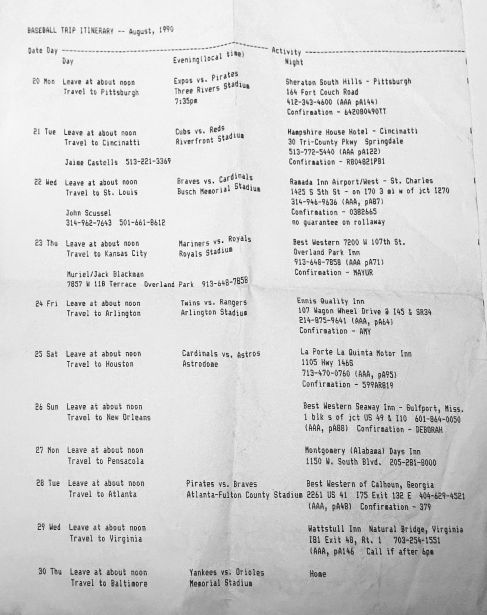 BASEBALL TRIP ITINERARY -- August, 1990
Date Day Activity
Day Evening(local time) Night
20 Mon Leave at about noon Expos vs. Pirates Sheraton South Hills - Pittsburgh
Travel to Pittsburgh Three Rivers Stadium 164 Fort Couch Road
7:35pm 412-343-4600 (AAA pA144)
Confirmation - 642080490TT
21 Tue Leave at about noon Cubs vs. Reds Hampshire House Hotel - Cincinatti
Travel to Cincinatti Riverfront Stadium 30 Tri-County Pkwy Springdale
513-772-5440 (AAA pA122)
Jaime Castells 513-221-3369 Confirmation - RB04821PB1
22 Wed Leave at about noon Braves vs. Cardinals Ramada Inn Airport/West - St. Charles
Travel to St. Louis Busch Memorial Stadium 1425 S 5th St - on 170 3 mi w of jct I270
314-946-9636 (AAA, pA87)
John Scussel Confirmation - 0382665
314-962-7643 501-661-8612 no guarantee on rollaway
23 Thu Leave at about noon Mariners vs. Royals Best Western 7200 W 107th St.
Travel to Kansas City Royals Stadium Overland Park Inn
913-648-7858 (AAA pA71)
Muriel/Jack Blackman Confirmation - MAYUR
7857 W 118 Terrace Overland Park 913-648-7858
24 Fri Leave at about noon Twins vs. Rangers Ennis Quality Inn
Travel to Arlington Arlington Stadium 107 Wagon Wheel Drive @ I45 & SR34
214-875-9641 (AAA, pA64)
Confirmation - AMY
25 Sat Leave at about noon Cardinals vs. Astros La Porte La Quinta Motor Inn
Travel to Houston Astrodome 1105 Hwy 146S
713-470-0760 (AAA, pA95)
Confirmation - 599AR819
26 Sun Leave at about noon Best Western Seaway Inn - Gulfport, Miss.
Travel to New Orleans 1 blk s of jct US 49 & I10 601-864-0050
(AAA, pA88) Confirmation - DEBORAH
27 Mon Leave at about noon Montgomery (Alabama) Days Inn
Travel to Pensacola 1150 W. South Blvd. 205-281-8000
28 Tue Leave at about noon Pirates vs. Braves Best Western of Calhoun, Georgia
Travel to Atlanta Atlanta-Fulton County Stadium 2261 US 41 I75 Exit 132 E 404-629-4521
(AAA, pA48) Confirmation - 379
29 Wed Leave at about noon Wattstull Inn Natural Bridge, Virginia
Travel to Virginia I81 Exit 48, Rt. 1 703-254-1551
(AAA, pA146 Call if after 6pm
30 Thu Leave at about noon Yankees vs. Orioles Home
Travel to Baltimore Memorial Stadium